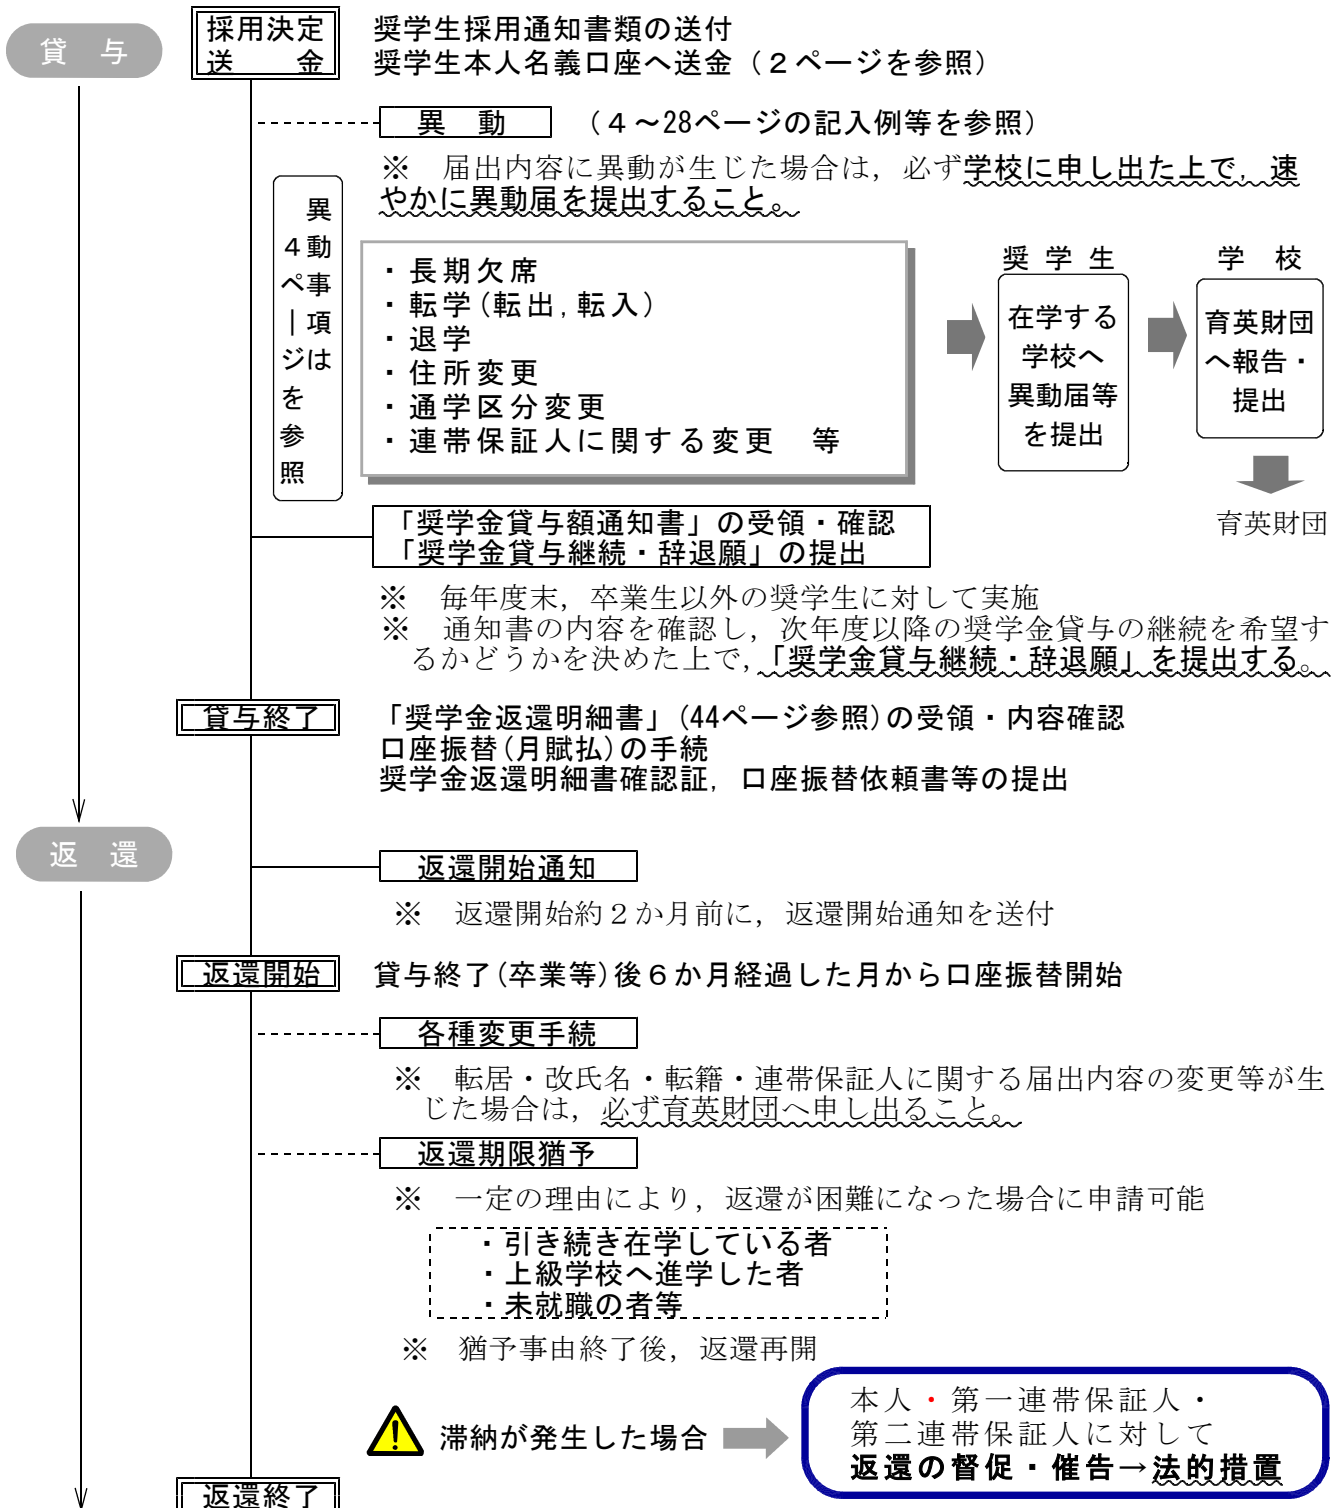 貸　与
採用決定
送　　金
奨学生採用通知書類の送付
奨学生本人名義口座へ送金（２ページを参照）
異　動　（４～28ページの記入例等を参照）
※　届出内容に異動が生じた場合は，必ず学校に申し出た上で，速
やかに異動届を提出すること。
異動事項は
４ページを参照
・長期欠席
・転学(転出,転入)
・退学
・住所変更
・通学区分変更
・連帯保証人に関する変更　等
奨学生
在学する
学校へ
異動届等
を提出
学　校
育英財団
へ報告・
提出
育英財団
「奨学金貸与額通知書」の受領・確認
「奨学金貸与継続・辞退願」の提出
※　毎年度末，卒業生以外の奨学生に対して実施
※　通知書の内容を確認し，次年度以降の奨学金貸与の継続を希望す
るかどうかを決めた上で，「奨学金貸与継続・辞退願」を提出する。
貸与終了
「奨学金返還明細書」(44ページ参照)の受領・内容確認
口座振替(月賦払)の手続
奨学金返還明細書確認証，口座振替依頼書等の提出
返　還
返還開始通知
※　返還開始約２か月前に，返還開始通知を送付
返還開始
貸与終了(卒業等)後６か月経過した月から口座振替開始
各種変更手続
※　転居・改氏名・転籍・連帯保証人に関する届出内容の変更等が生
じた場合は，必ず育英財団へ申し出ること。
返還期限猶予
※　一定の理由により，返還が困難になった場合に申請可能
・引き続き在学している者
・上級学校へ進学した者
・未就職の者等
※　猶予事由終了後，返還再開
滞納が発生した場合
本人・第一連帯保証人・
第二連帯保証人に対して
返還の督促・催告→法的措置
返還終了